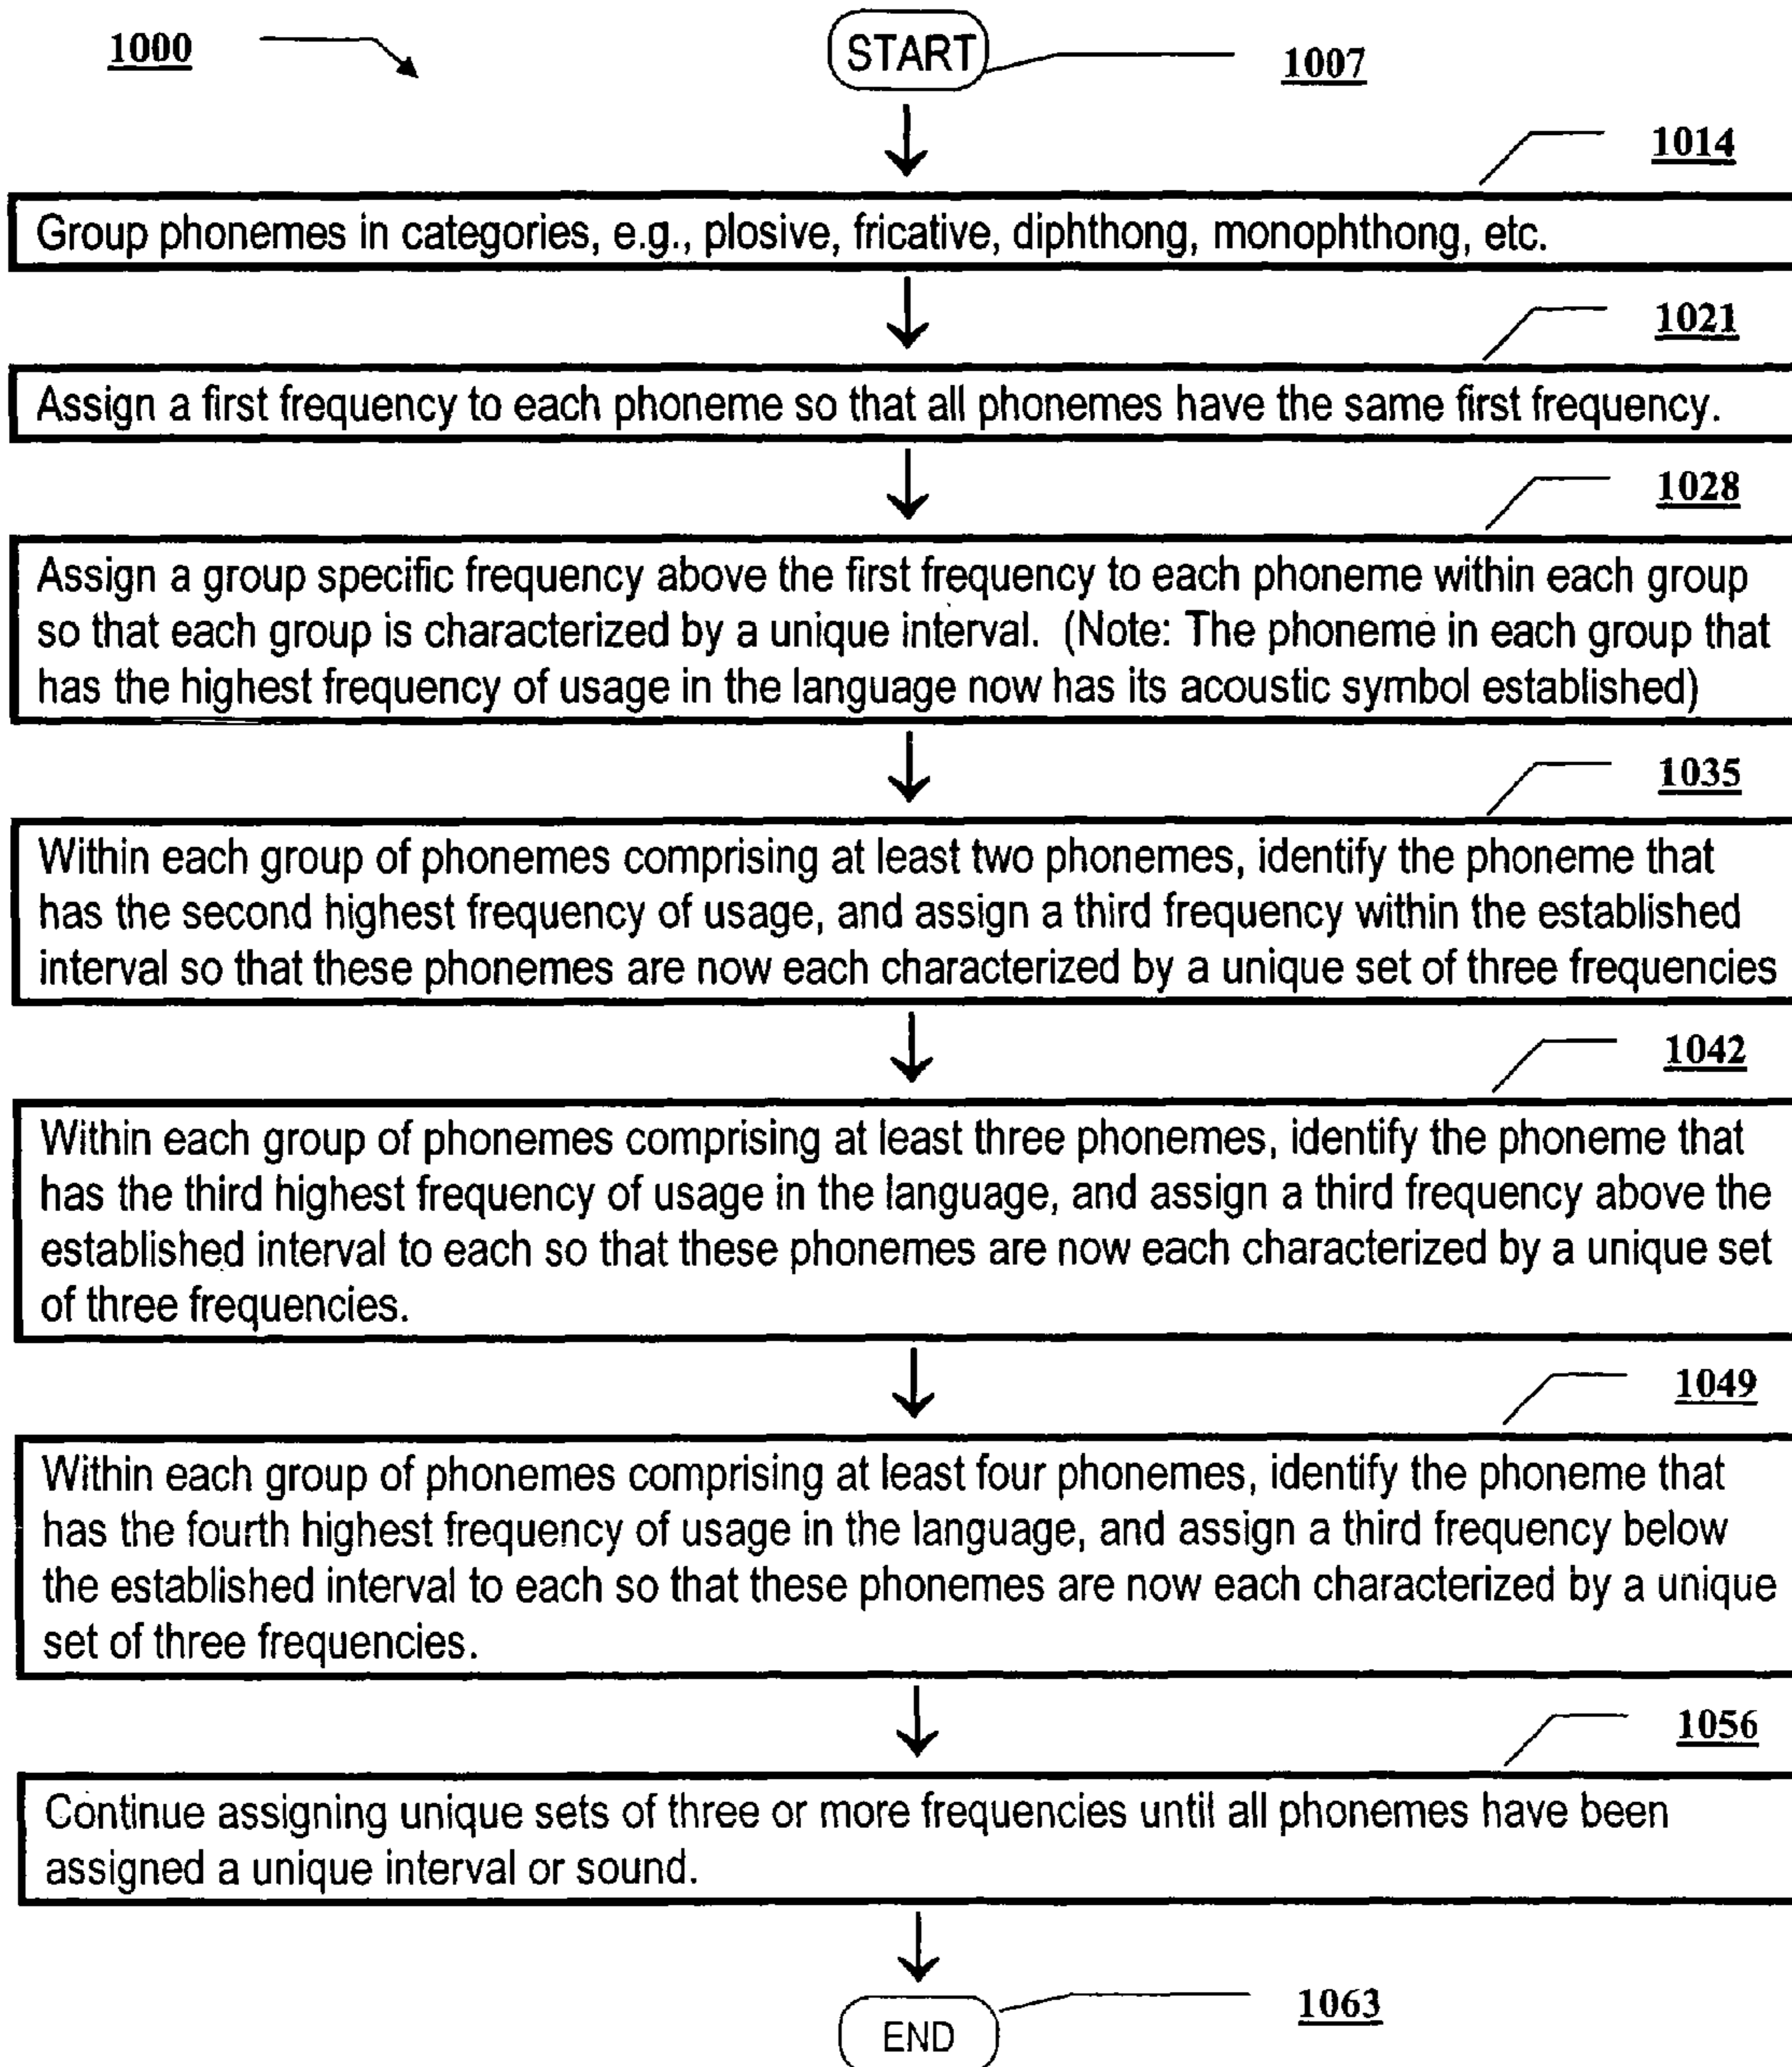 1000
START
1007
1014
Group phonemes in categories, e.g., plosive, fricative, diphthong, monophthong, etc.
1021
Assign a first frequency to each phoneme so that all phonemes have the same first frequency.
1028
Assign a group specific frequency above the first frequency to each phoneme within each group
so that each group is characterized by a unique interval. (Note: The phoneme in each group that
has the highest frequency of usage in the language now has its acoustic symbol established)
1035
Within each group of phonemes comprising at least two phonemes, identify the phoneme that
has the second highest frequency of usage, and assign a third frequency within the established
interval so that these phonemes are now each characterized by a unique set of three frequencies
1042
Within each group of phonemes comprising at least three phonemes, identify the phoneme that
has the third highest frequency of usage in the language, and assign a third frequency above the
established interval to each so that these phonemes are now each characterized by a unique set
of three frequencies.
1049
Within each group of phonemes comprising at least four phonemes, identify the phoneme that
has the fourth highest frequency of usage in the language, and assign a third frequency below
the established interval to each so that these phonemes are now each characterized by a unique
set of three frequencies.
1056
Continue assigning unique sets of three or more frequencies until all phonemes have been
assigned a unique interval or sound.
1063
END